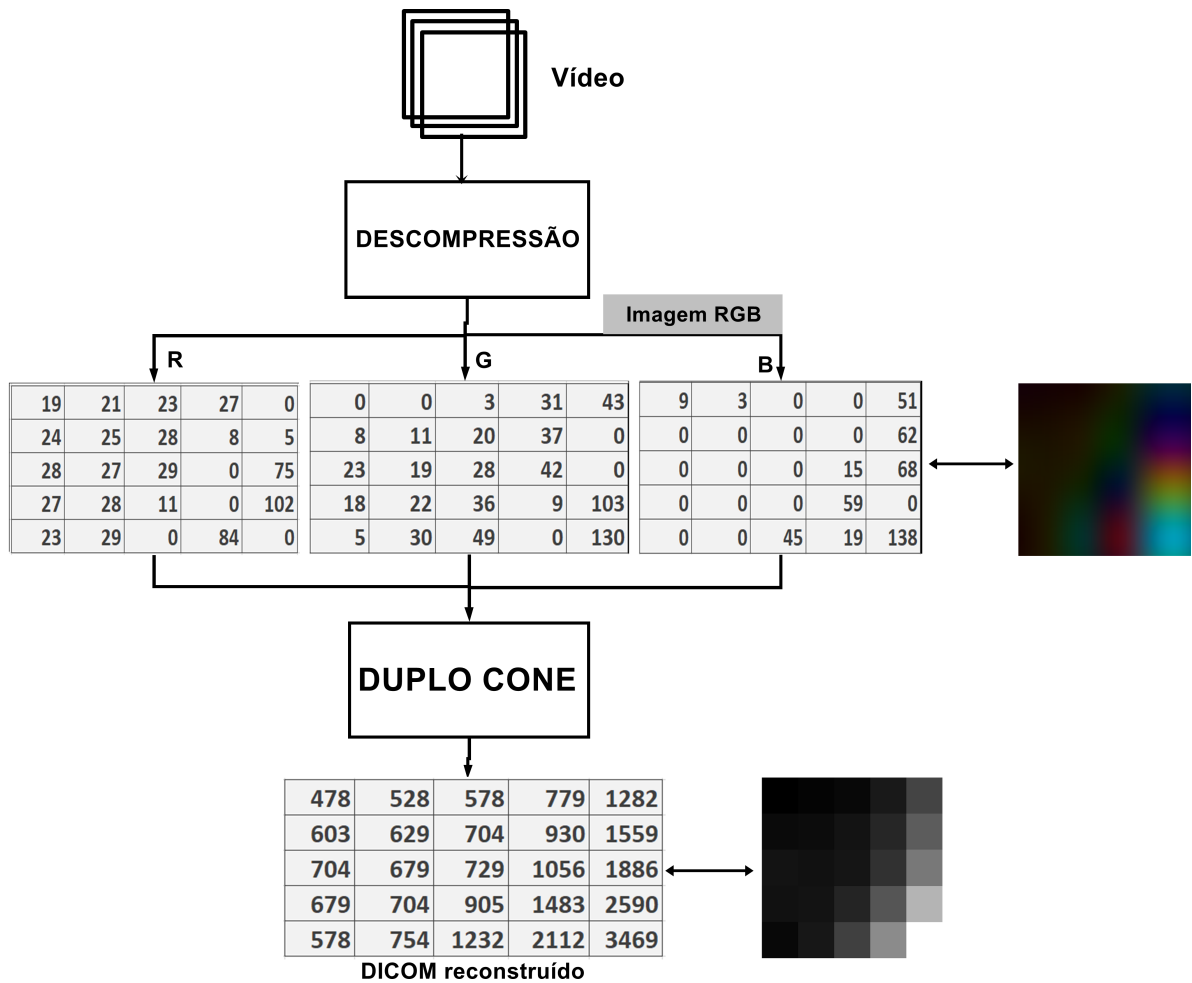 Vídeo
DESCOMPRESSÃO
Imagem RGB
R
G
B
19 21 23 27 0
24 25 28 8 5
28 27 29 0 75
27 28 11 0 102
23 29 0 84 0
0 0 3 31 43
8 11 20 37 0
23 19 28 42 0
18 22 36 9 103
5 30 49 0 130
9 3 0 0 51
0 0 0 0 62
0 0 0 15 68
0 0 0 59 0
0 0 45 19 138
DUPLO CONE
478 528 578 779 1282
603 629 704 930 1559
704 679 729 1056 1886
679 704 905 1483 2590
578 754 1232 2112 3469
DICOM reconstruído